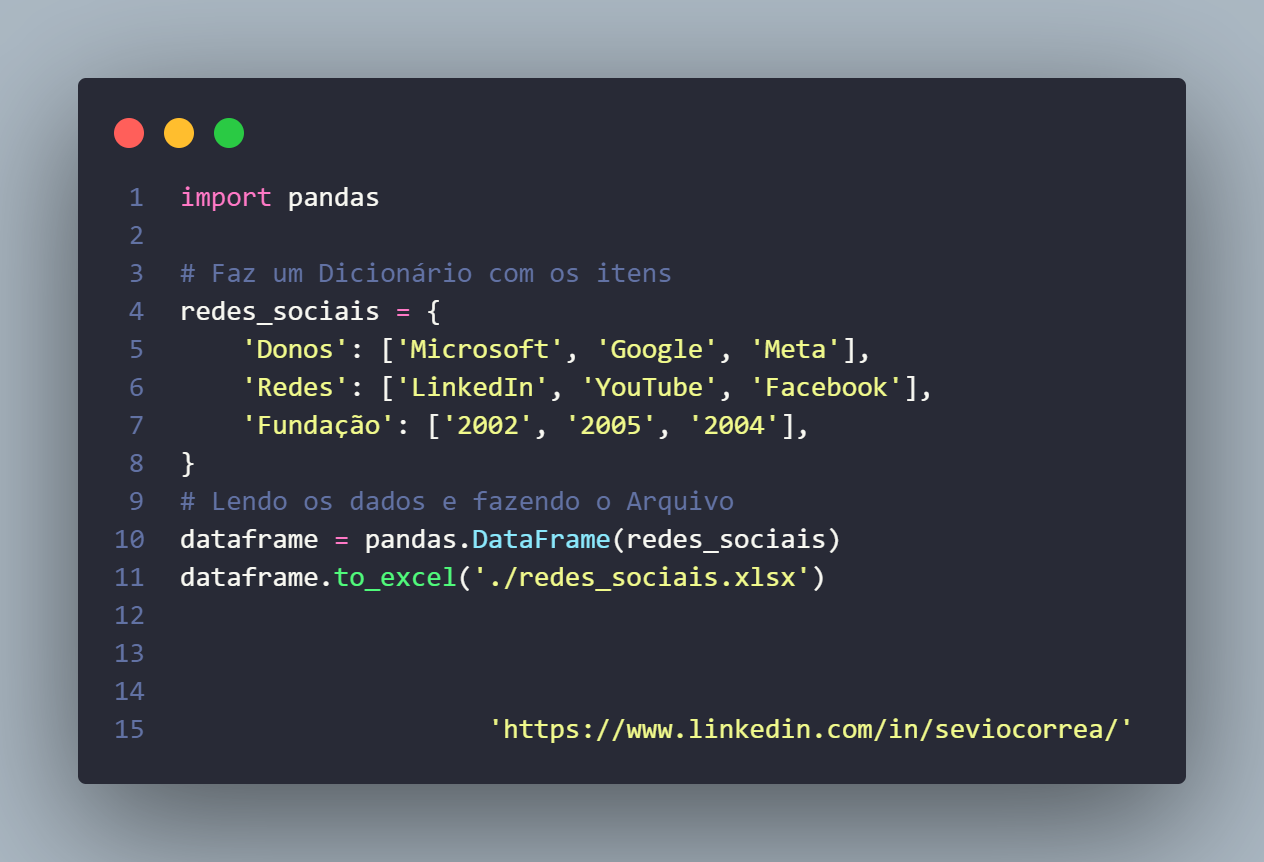 1 import pandas
2
3 # Faz um Dicionário com os itens
4 redes_sociais = {
5     'Donos': ['Microsoft', 'Google', 'Meta'],
6     'Redes': ['LinkedIn', 'YouTube', 'Facebook'],
7     'Fundação': ['2002', '2005', '2004'],
8 }
9 # Lendo os dados e fazendo o Arquivo
10 dataframe = pandas.DataFrame(redes_sociais)
11 dataframe.to_excel('./redes_sociais.xlsx')
12
13
14
15                     'https://www.linkedin.com/in/seviocorrea/'